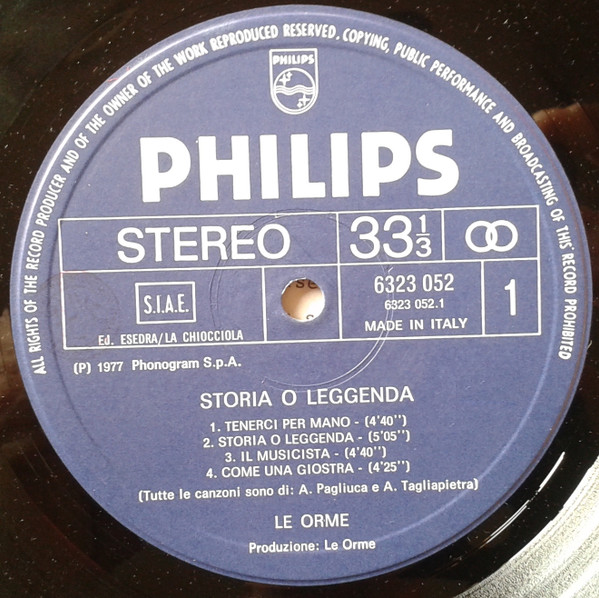 ALL RIGHTS OF THE RECORD PRODUCER AND OF THE OWNER OF THE WORK REPRODUCED RESERVED. COPYING, PUBLIC PERFORMANCE AND BROADCASTING OF THIS RECORD PROHIBITED
PHILIPS
PHILIPS
STEREO 33 1/3
S.I.A.E. 6323 052 1
6323 052.1
ED. ESEDRA/LA CHIOCCIOLA MADE IN ITALY
(P) 1977 Phonogram S.p.A.
STORIA O LEGGENDA
1. TENERCI PER MANO - (4'40'')
2. STORIA O LEGGENDA - (5'05'')
3. IL MUSICISTA - (4'40'')
4. COME UNA GIOSTRA - (4'25'')
(Tutte le canzoni sono di: A. Pagliuca e A. Tagliapietra)
LE ORME
Produzione: Le Orme